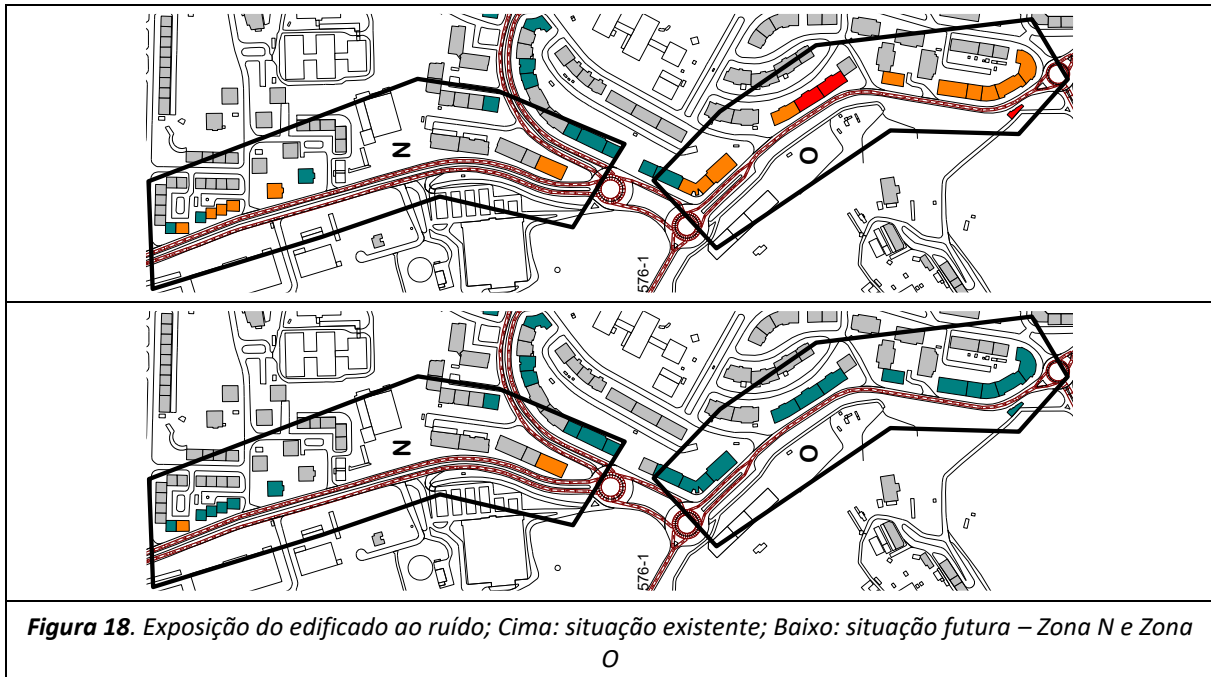 N
O
576-1
N
O
576-1
Figura 18. Exposição do edificado ao ruído; Cima: situação existente; Baixo: situação futura – Zona N e Zona
O